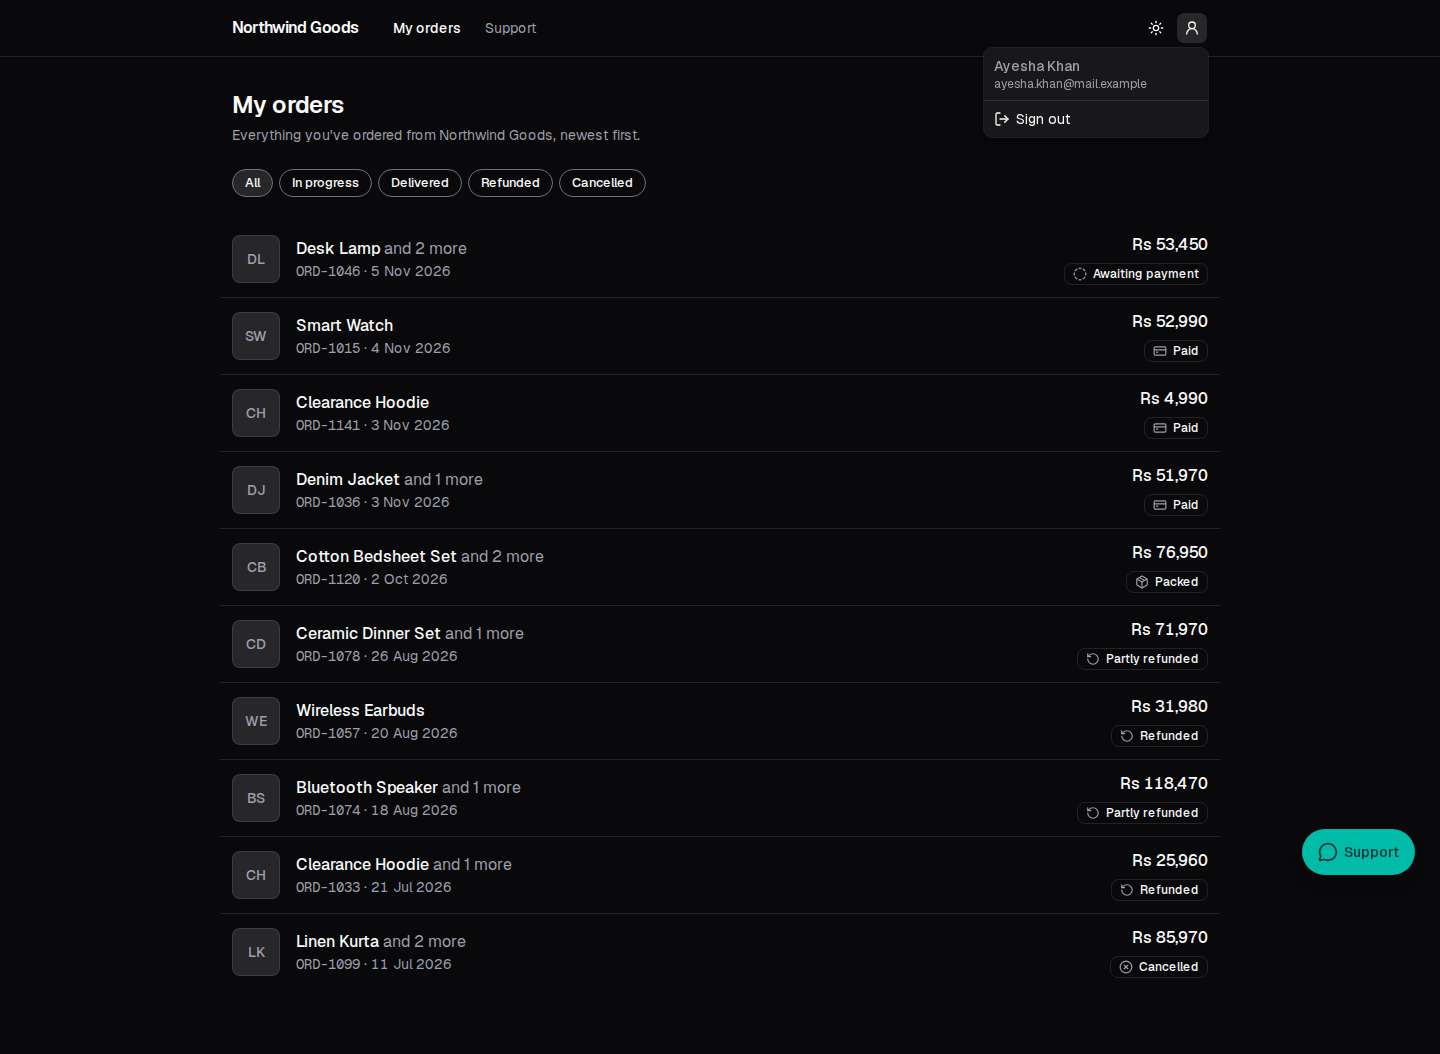 Northwind Goods
My orders
Support
Ayesha Khan
ayesha.khan@mail.example
Sign out
My orders
Everything you've ordered from Northwind Goods, newest first.
All
In progress
Delivered
Refunded
Cancelled
DL
Desk Lamp and 2 more
ORD-1046 · 5 Nov 2026
Rs 53,450
Awaiting payment
SW
Smart Watch
ORD-1015 · 4 Nov 2026
Rs 52,990
Paid
CH
Clearance Hoodie
ORD-1141 · 3 Nov 2026
Rs 4,990
Paid
DJ
Denim Jacket and 1 more
ORD-1036 · 3 Nov 2026
Rs 51,970
Paid
CB
Cotton Bedsheet Set and 2 more
ORD-1120 · 2 Oct 2026
Rs 76,950
Packed
CD
Ceramic Dinner Set and 1 more
ORD-1078 · 26 Aug 2026
Rs 71,970
Partly refunded
WE
Wireless Earbuds
ORD-1057 · 20 Aug 2026
Rs 31,980
Refunded
BS
Bluetooth Speaker and 1 more
ORD-1074 · 18 Aug 2026
Rs 118,470
Partly refunded
CH
Clearance Hoodie and 1 more
ORD-1033 · 21 Jul 2026
Rs 25,960
Refunded
LK
Linen Kurta and 2 more
ORD-1099 · 11 Jul 2026
Rs 85,970
Cancelled
Support